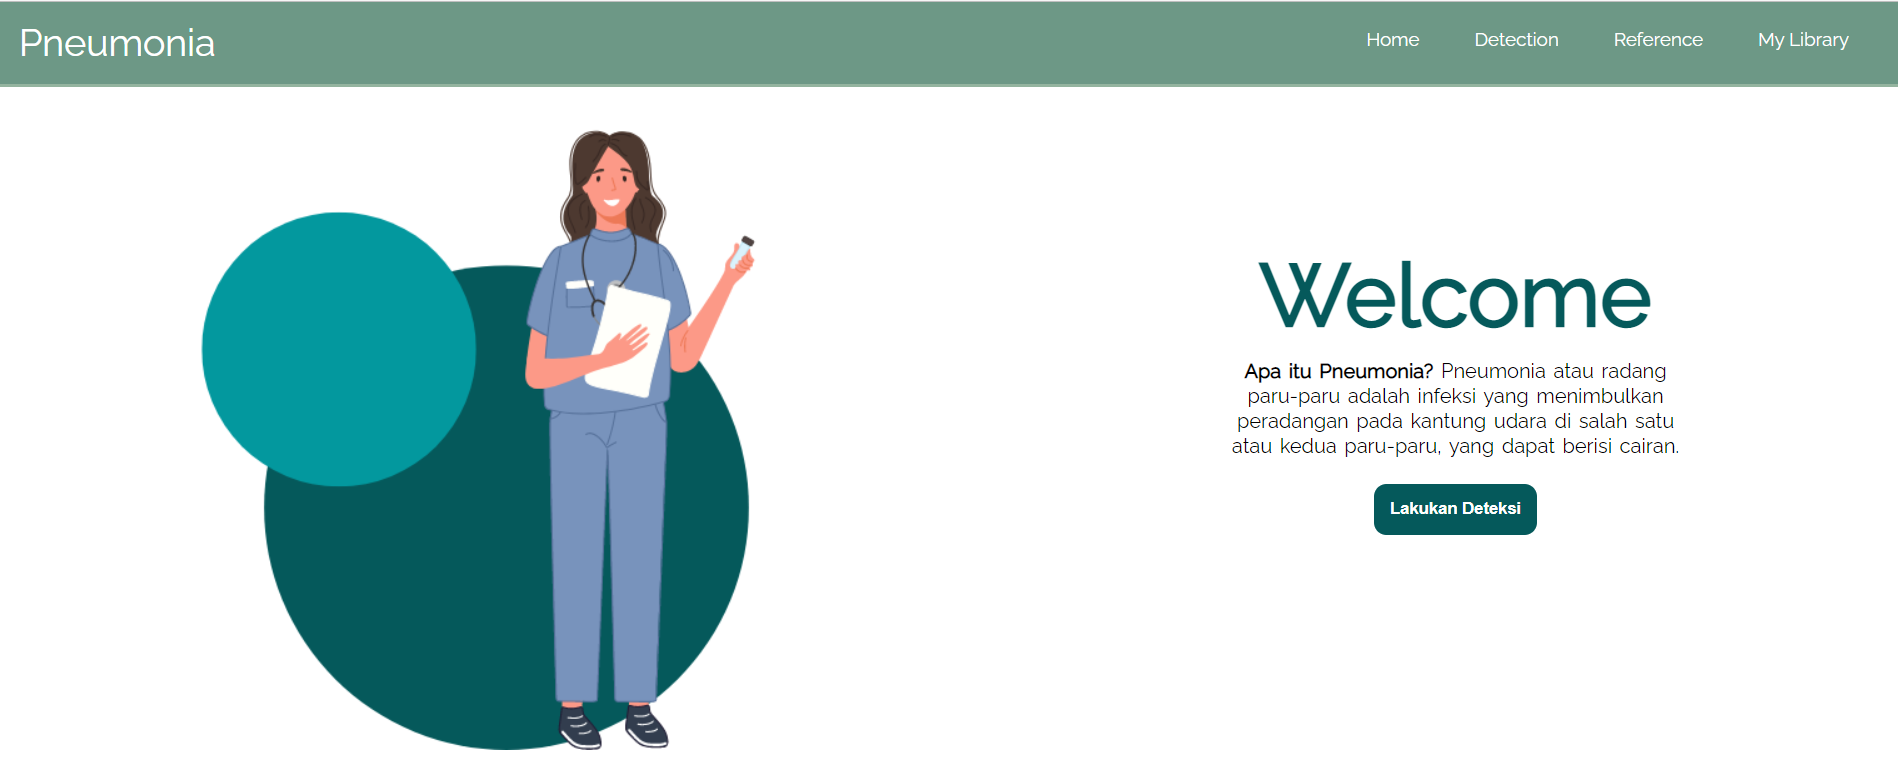 Pneumonia
Home
Detection
Reference
My Library
Welcome
Apa itu Pneumonia? Pneumonia atau radang
paru-paru adalah infeksi yang menimbulkan
peradangan pada kantung udara di salah satu
atau kedua paru-paru, yang dapat berisi cairan.
Lakukan Deteksi